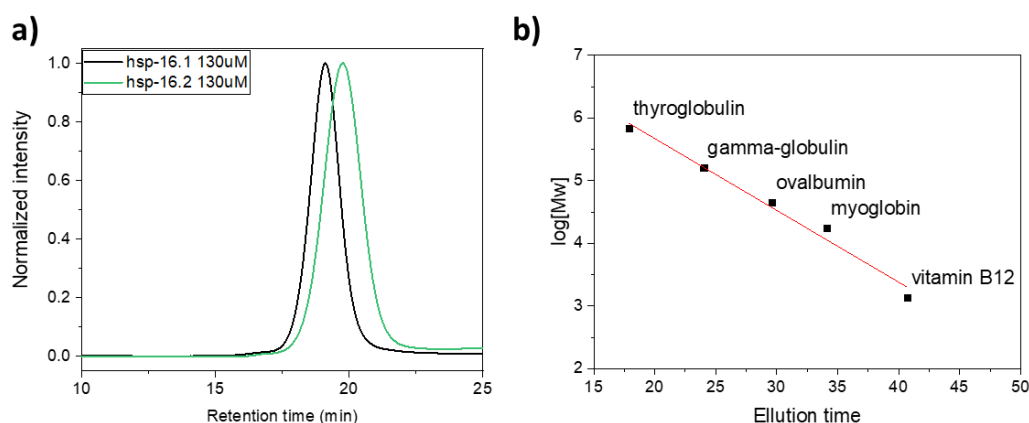 a)
hsp-16.1 130uM
hsp-16.2 130uM
Normalized intensity
1.0
0.8
0.6
0.4
0.2
0.0
10
15
20
25
Retention time (min)
b)
log[Mw]
7
6
5
4
3
2
thyroglobulin
gamma-globulin
ovalbumin
myoglobin
vitamin B12
15
20
25
30
35
40
45
50
Ellution time